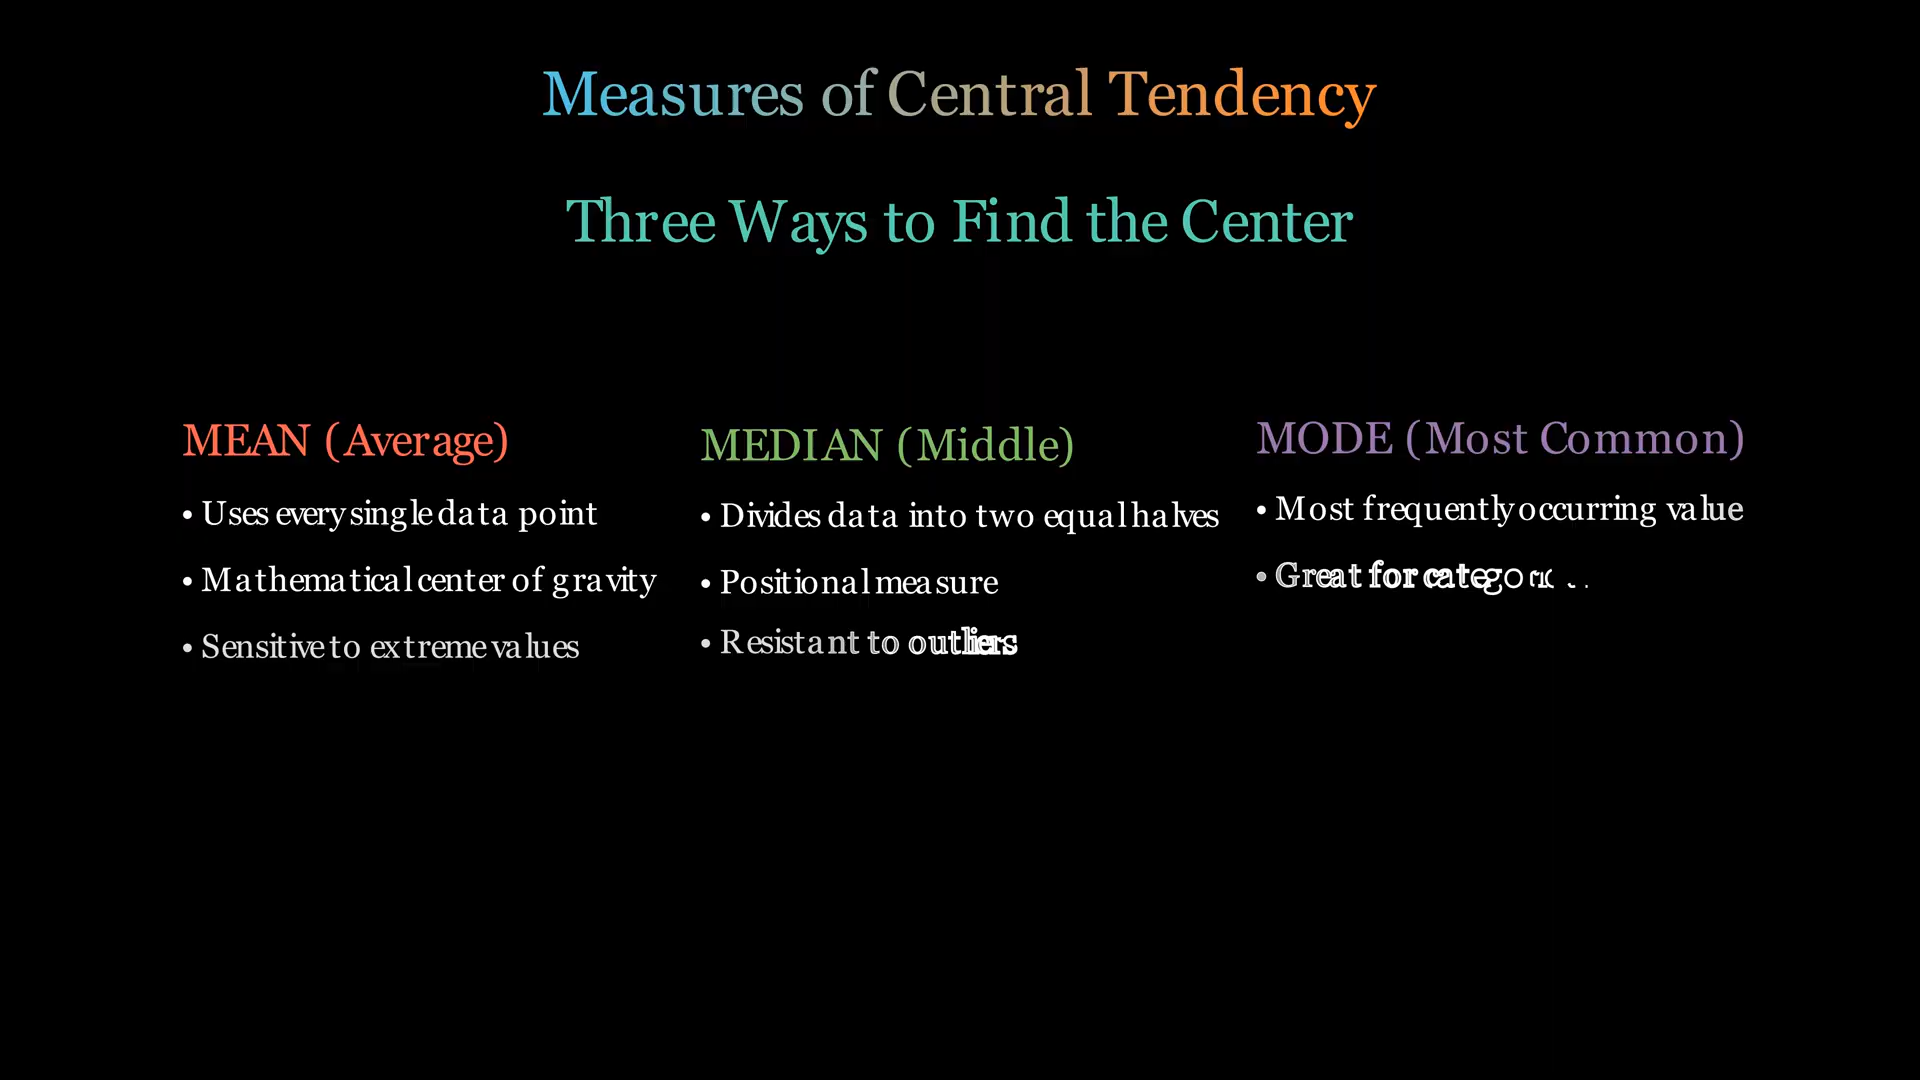 Measures of Central Tendency
Three Ways to Find the Center
MEAN (Average)
• Uses every single data point
• Mathematical center of gravity
• Sensitive to extreme values
MEDIAN (Middle)
• Divides data into two equal halves
• Positional measure
• Resistant to outliers
MODE (Most Common)
• Most frequently occurring value
• Great for